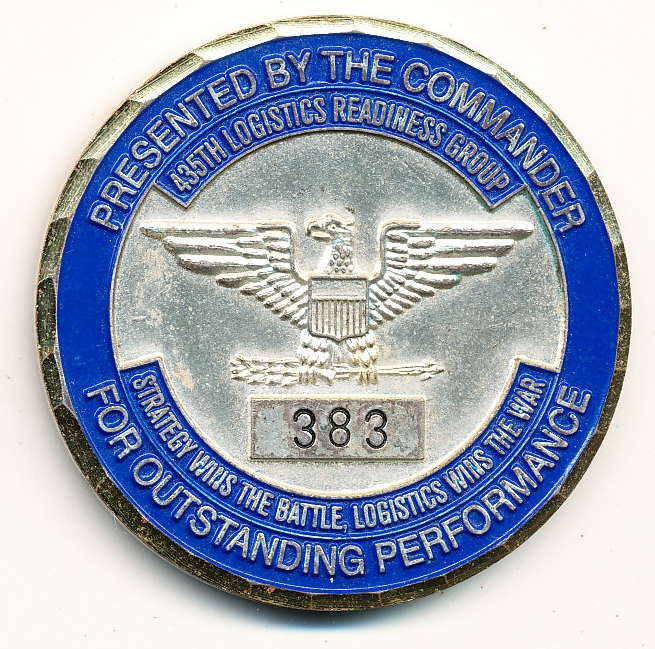 PRESENTED BY THE COMMANDER
435TH LOGISTICS READINESS GROUP
383
STRATEGY WINS THE BATTLE, LOGISTICS WINS THE WAR
FOR OUTSTANDING PERFORMANCE